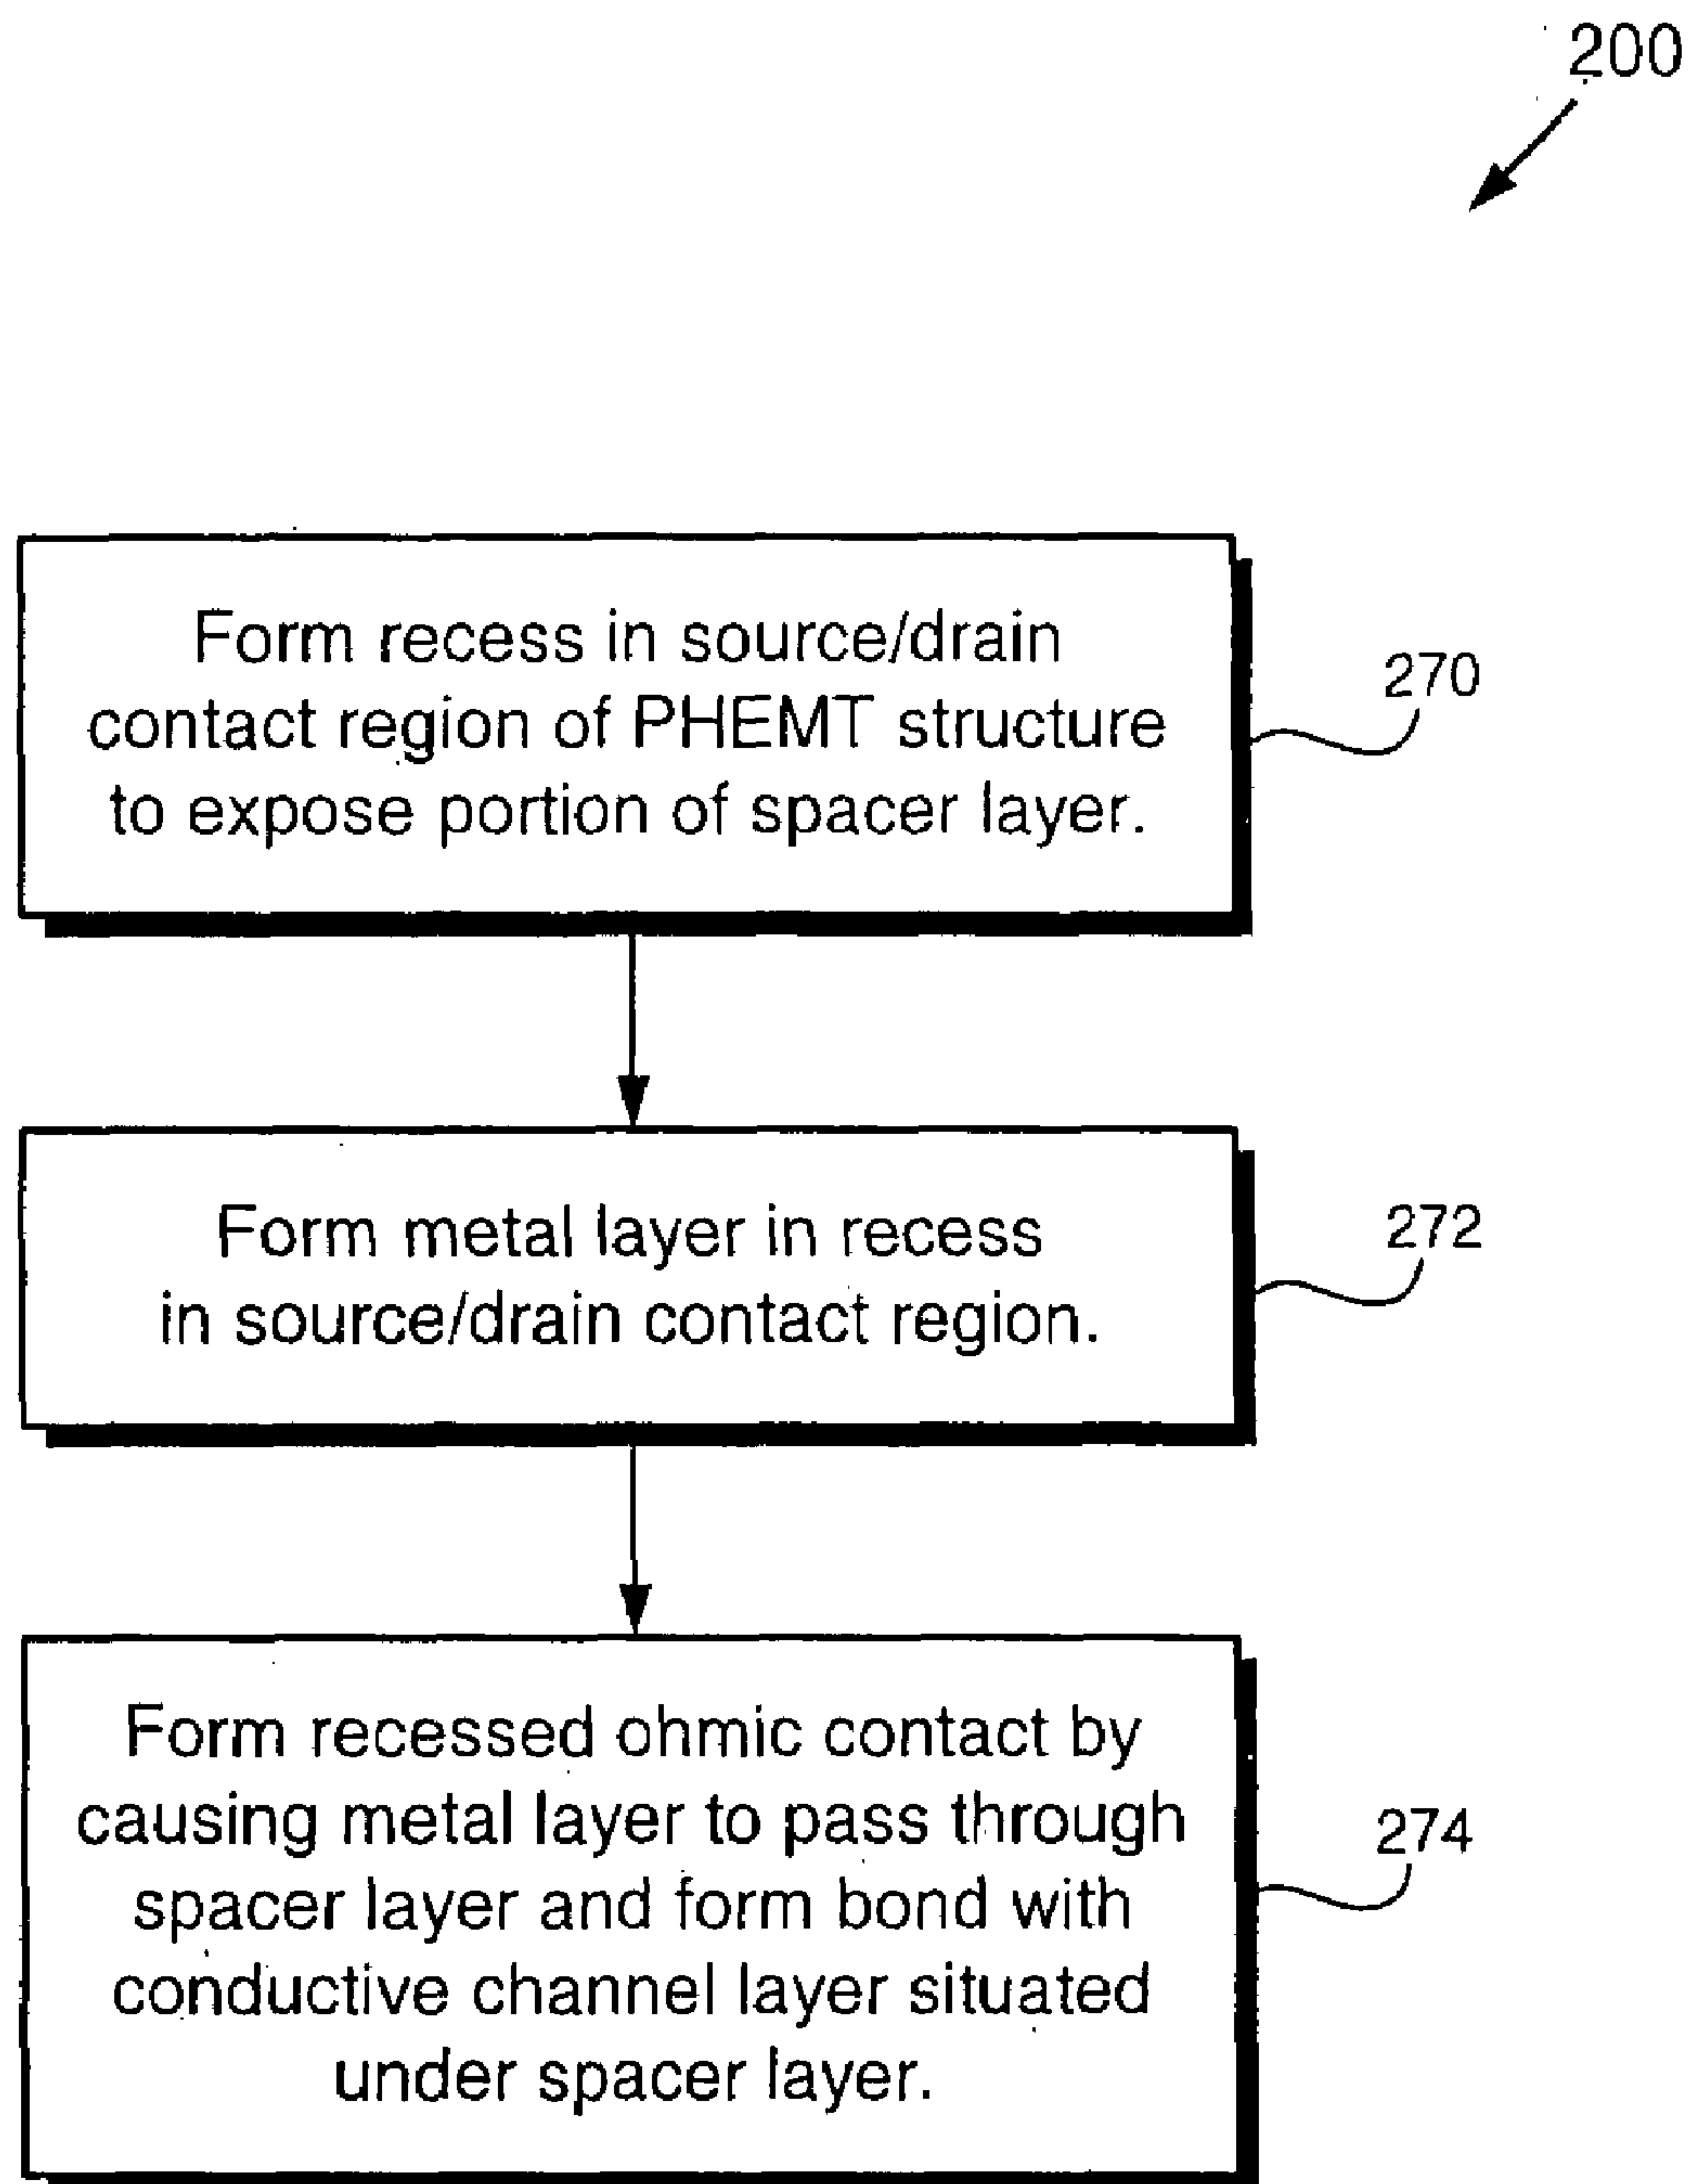 200
Form recess in source/drain
contact region of PHEMT structure
to expose portion of spacer layer.
270
Form metal layer in recess
in source/drain contact region.
272
Form recessed ohmic contact by
causing metal layer to pass through
spacer layer and form bond with
conductive channel layer situated
under spacer layer.
274